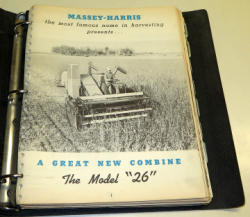 MASSEY-HARRIS
the most famous name in harvesting
presents...
A GREAT NEW COMBINE
The Model "26"